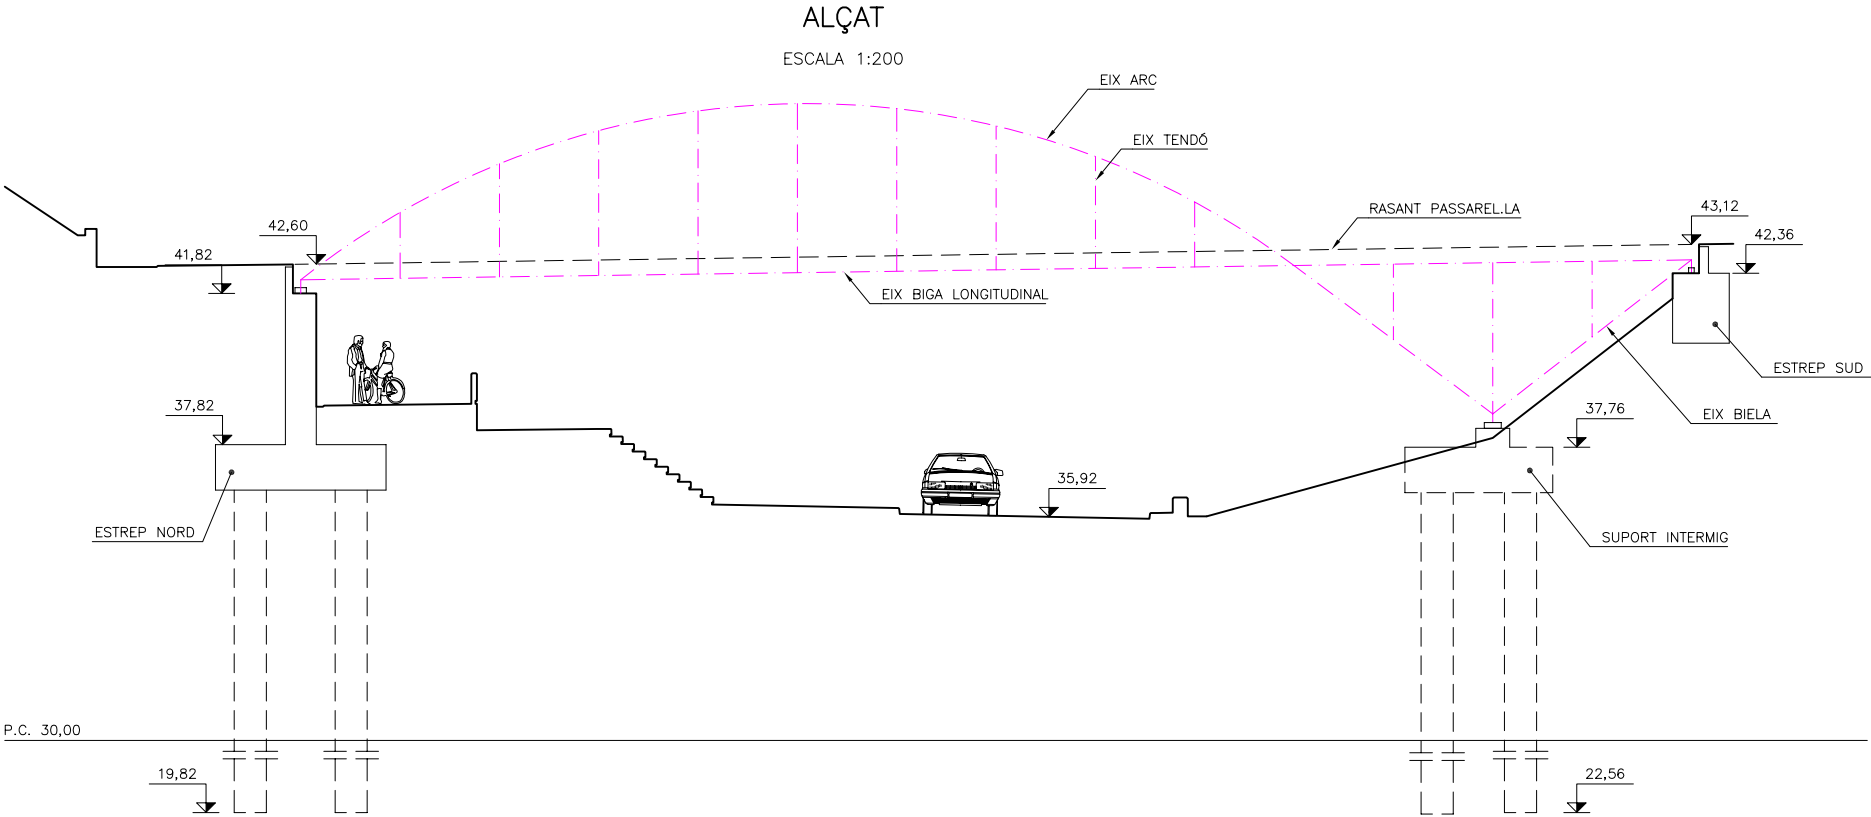 ALÇAT
ESCALA 1:200
EIX ARC
EIX TENDÓ
RASANT PASSAREL.LA
43,12
42,60
42,36
41,82
EIX BIGA LONGITUDINAL
ESTREP SUD
37,82
37,76
EIX BIELA
35,92
ESTREP NORD
SUPORT INTERMIG
P.C. 30,00
19,82
22,56